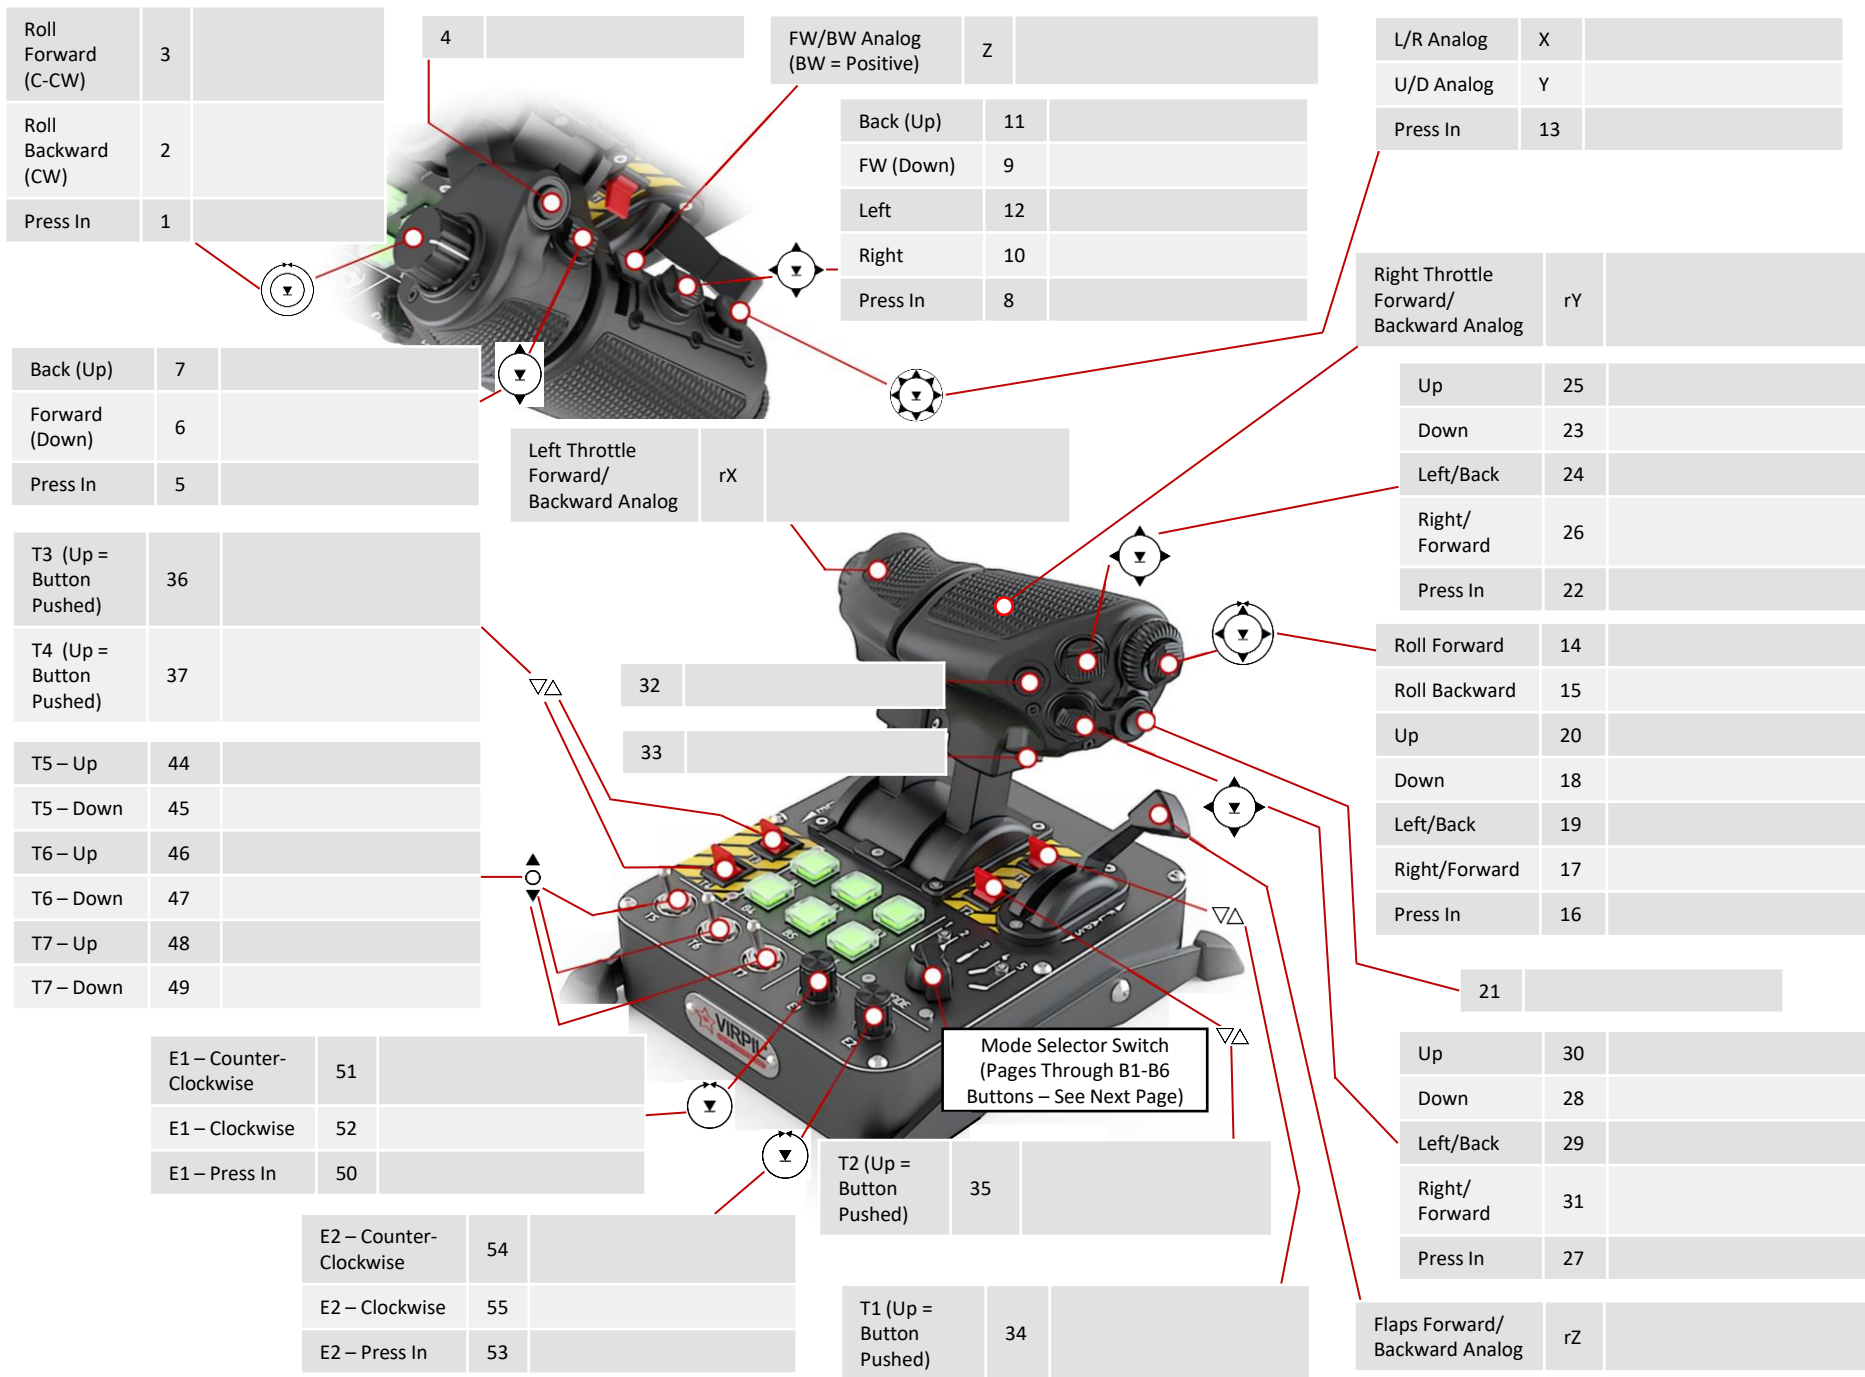 Roll
Forward
(C-CW)
3
Roll
Backward
(CW)
2
Press In
1
4
FW/BW Analog
(BW = Positive)
Z
L/R Analog
X
U/D Analog
Y
Press In
13
Back (Up)
11
FW (Down)
9
Left
12
Right
10
Press In
8
Right Throttle
Forward/
Backward Analog
rY
Back (Up)
7
Forward
(Down)
6
Press In
5
Left Throttle
Forward/
Backward Analog
rX
Up
25
Down
23
Left/Back
24
Right/
Forward
26
Press In
22
T3 (Up =
Button
Pushed)
36
T4 (Up =
Button
Pushed)
37
32
33
Roll Forward
14
Roll Backward
15
Up
20
Down
18
Left/Back
19
Right/Forward
17
Press In
16
T5 – Up
44
T5 – Down
45
T6 – Up
46
T6 – Down
47
T7 – Up
48
T7 – Down
49
21
T5
T6
B5
E1
E2
VIRPIL
2
3
5
Mode Selector Switch
(Pages Through B1-B6
Buttons – See Next Page)
E1 – Counter-
Clockwise
51
E1 – Clockwise
52
E1 – Press In
50
Up
30
Down
28
Left/Back
29
Right/
Forward
31
Press In
27
T2 (Up =
Button
Pushed)
35
E2 – Counter-
Clockwise
54
E2 – Clockwise
55
E2 – Press In
53
T1 (Up =
Button
Pushed)
34
Flaps Forward/
Backward Analog
rZ